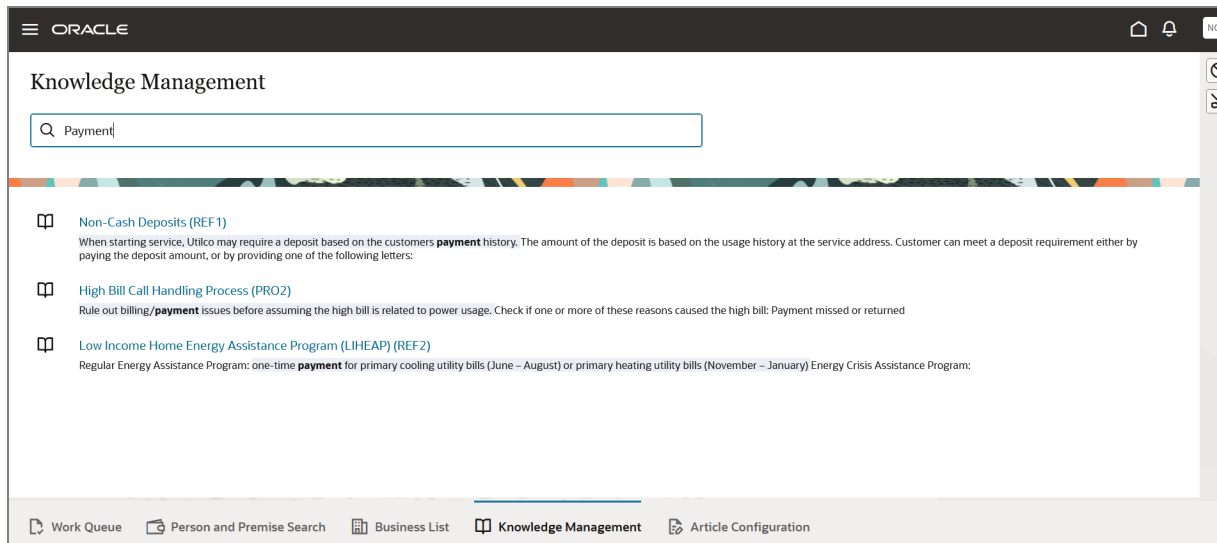 ORACLE
Knowledge Management
Payment
Non-Cash Deposits (REF1)
When starting service, Utilco may require a deposit based on the customers payment history. The amount of the deposit is based on the usage history at the service address. Customer can meet a deposit requirement either by
paying the deposit amount, or by providing one of the following letters:
High Bill Call Handling Process (PRO2)
Rule out billing/payment issues before assuming the high bill is related to power usage. Check if one or more of these reasons caused the high bill: Payment missed or returned
Low Income Home Energy Assistance Program (LIHEAP) (REF2)
Regular Energy Assistance Program: one-time payment for primary cooling utility bills (June – August) or primary heating utility bills (November – January) Energy Crisis Assistance Program:
Work Queue Person and Premise Search Business List Knowledge Management Article Configuration